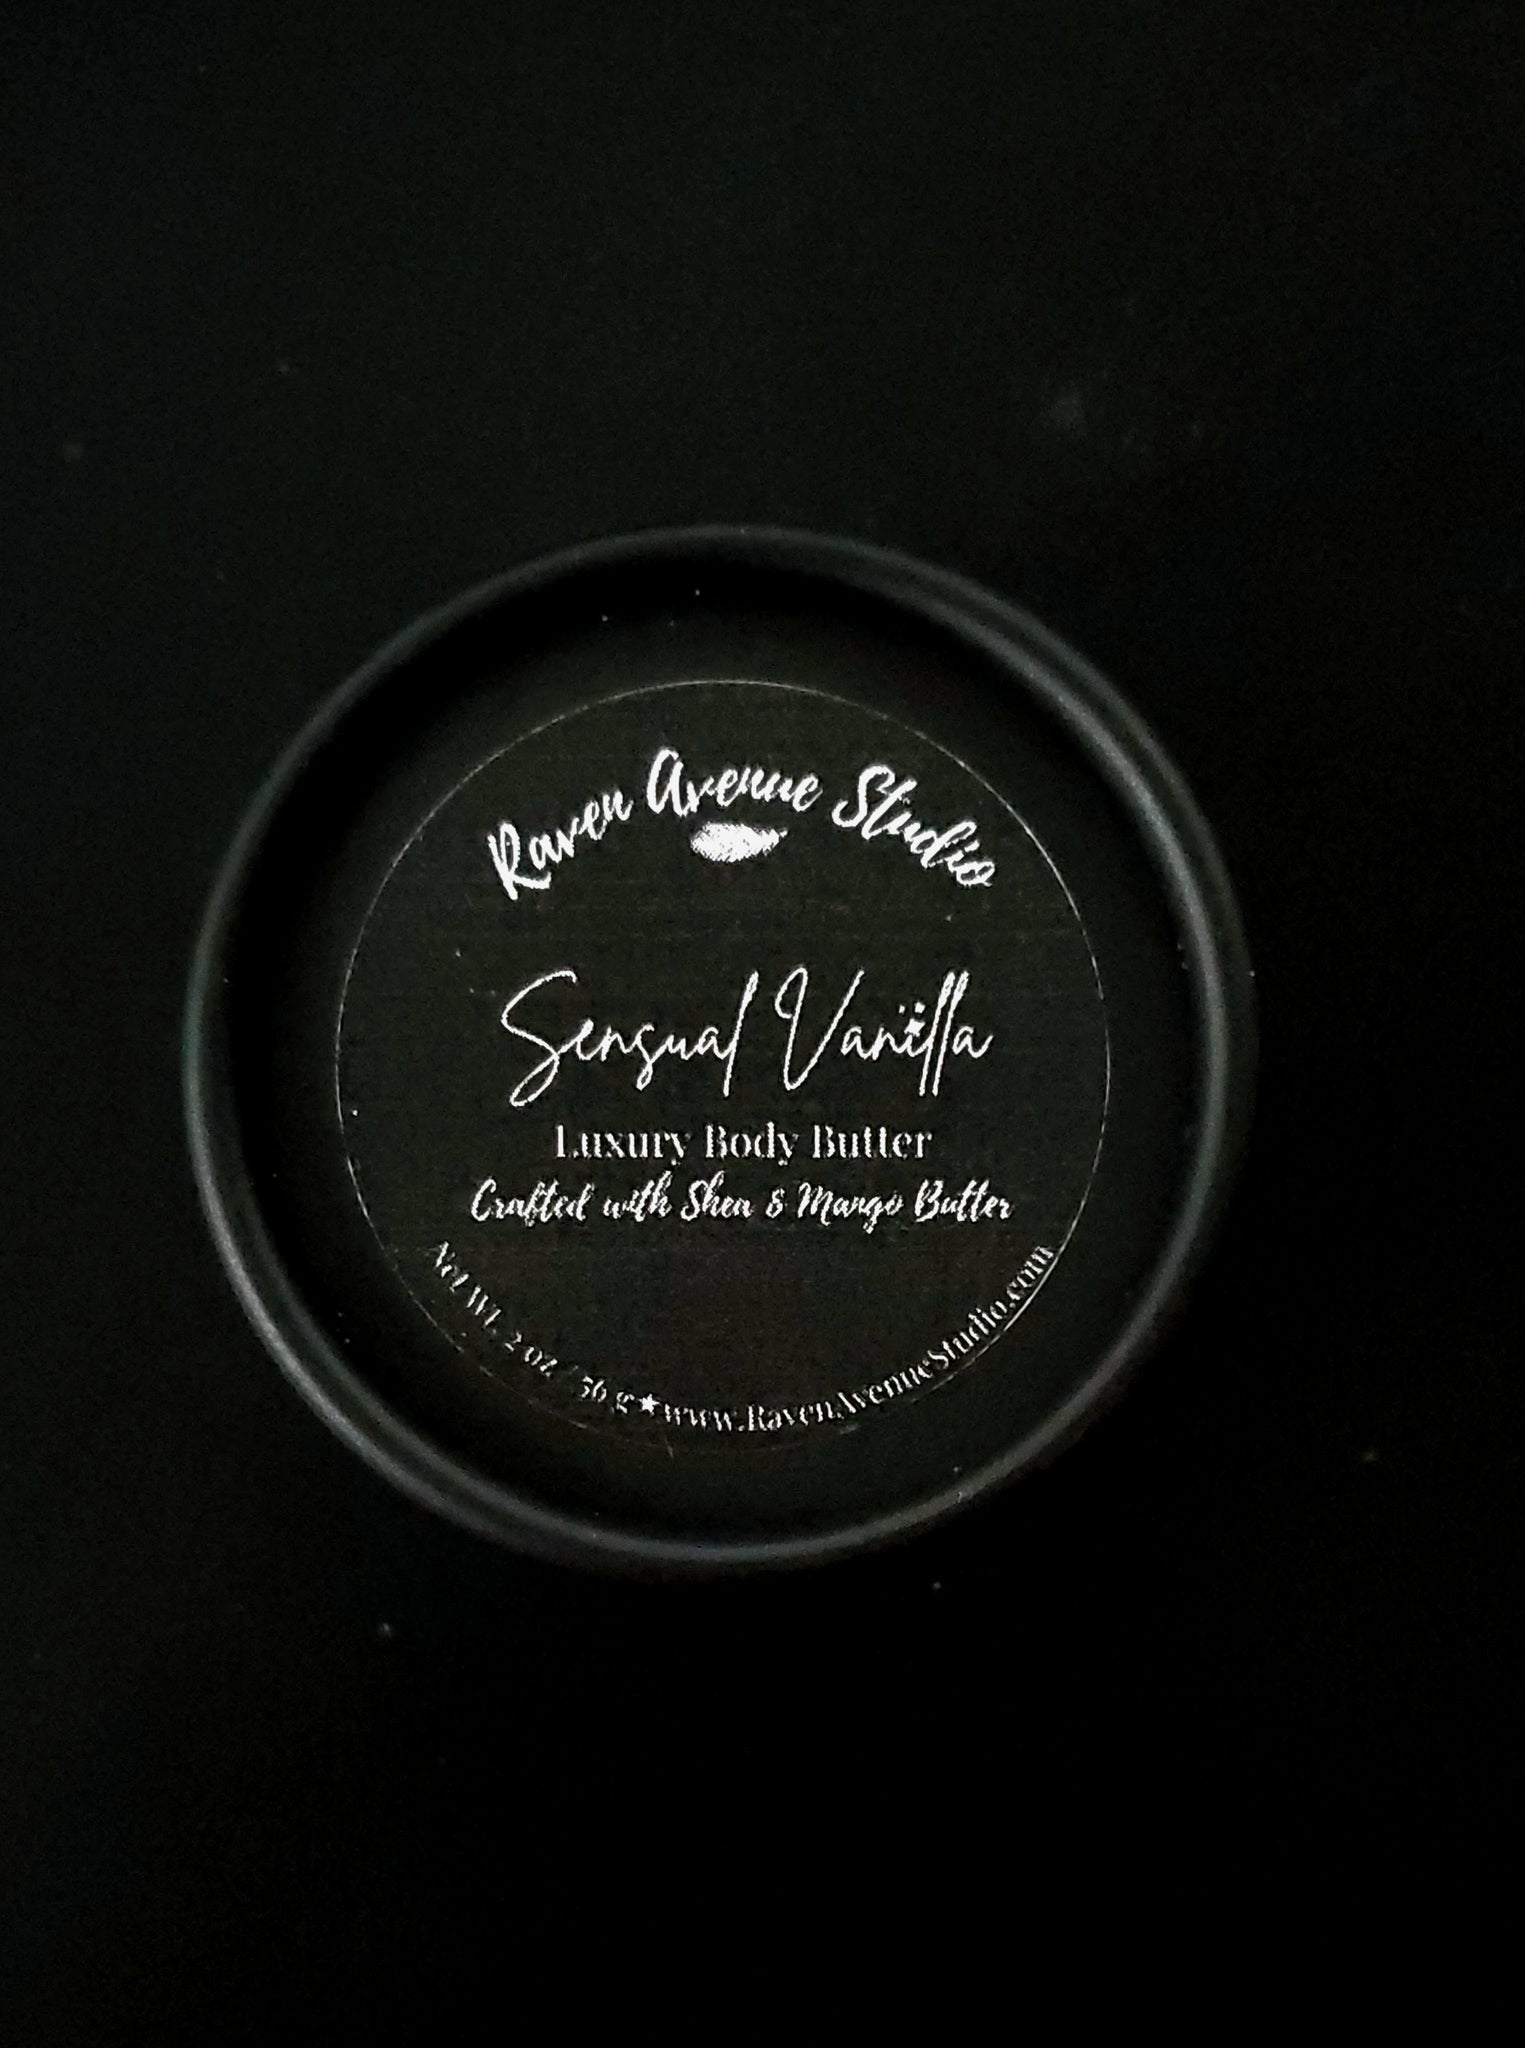 Raven Avenue Studio
Sensual Vanilla
Luxury Body Butter
Crafted with Shea & Mango Butter
Net Wt. 2 oz / 56 g★www.RavenAvenueStudio.com